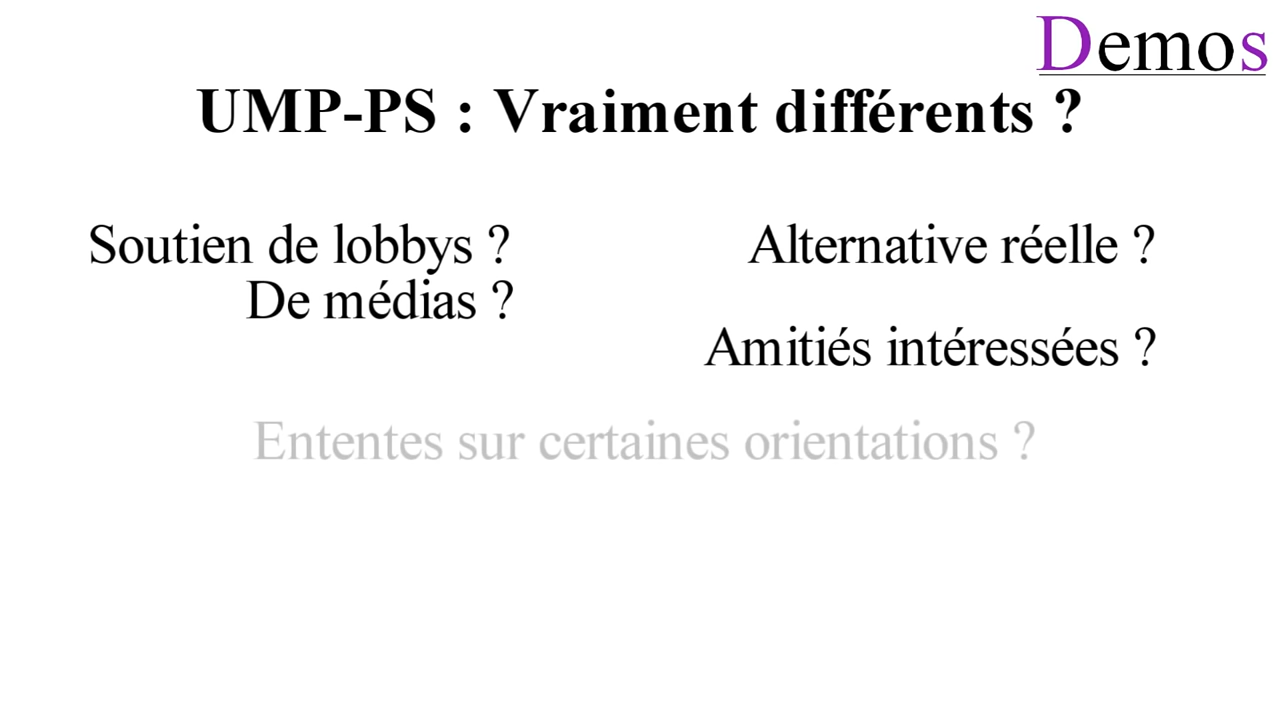 Demos
UMP-PS : Vraiment différents ?
Soutien de lobbys ?
Alternative réelle ?
De médias ?
Amitiés intéressées ?
Ententes sur certaines orientations ?